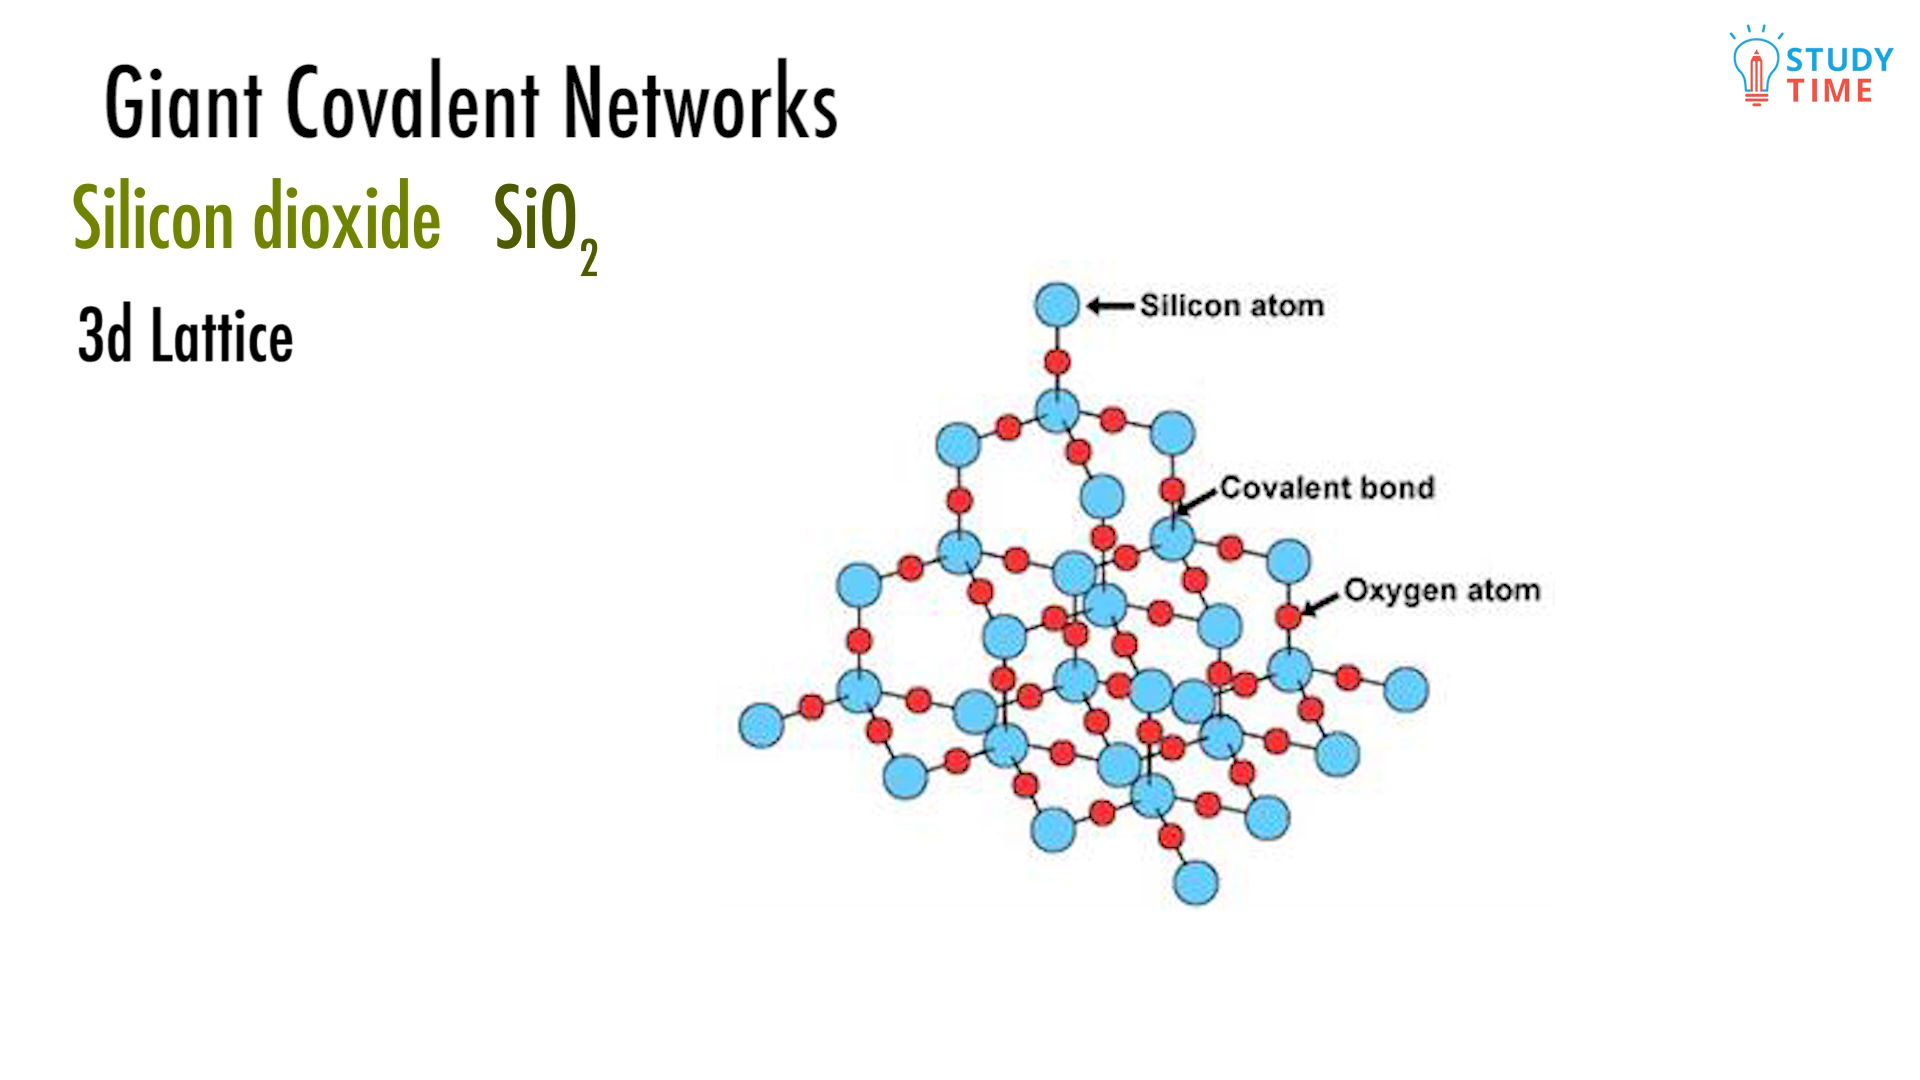 STUDY
TIME
Giant Covalent Networks
Silicon dioxide SiO₂
3d Lattice
Silicon atom
Covalent bond
Oxygen atom